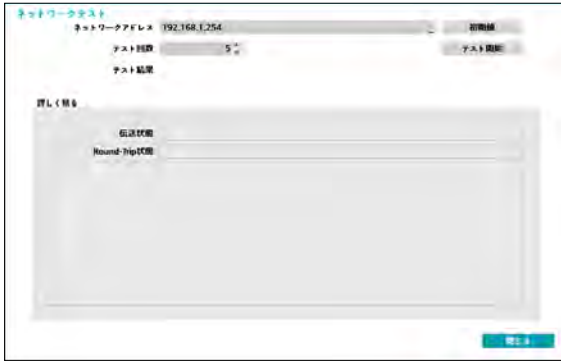 ネットワークテスト
ネットワークアドレス 192.168.1.254 初期値
テスト回数 5 テスト開始
テスト結果
詳しく見る
伝送状態
Round-Trip状態
閉じる